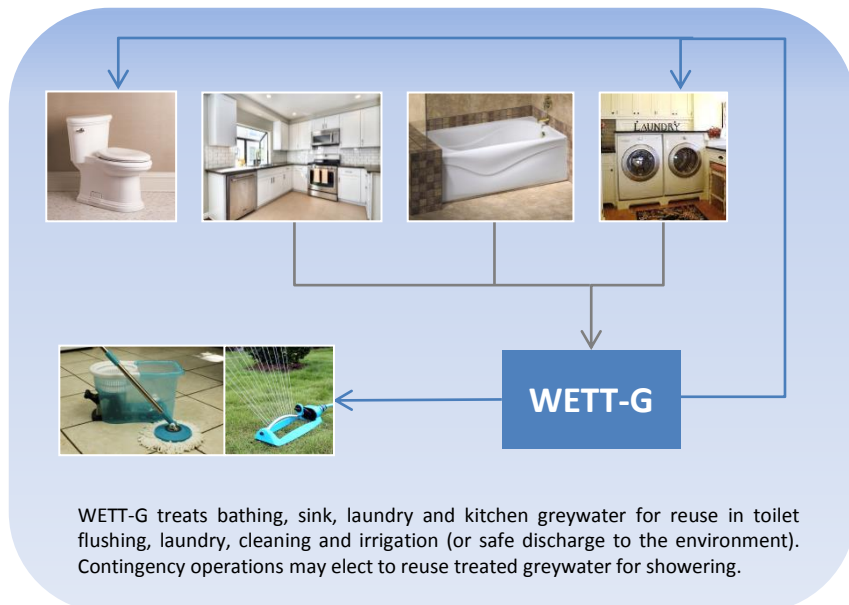 LAUNDRY
WETT-G
WETT-G treats bathing, sink, laundry and kitchen greywater for reuse in toilet
flushing, laundry, cleaning and irrigation (or safe discharge to the environment).
Contingency operations may elect to reuse treated greywater for showering.